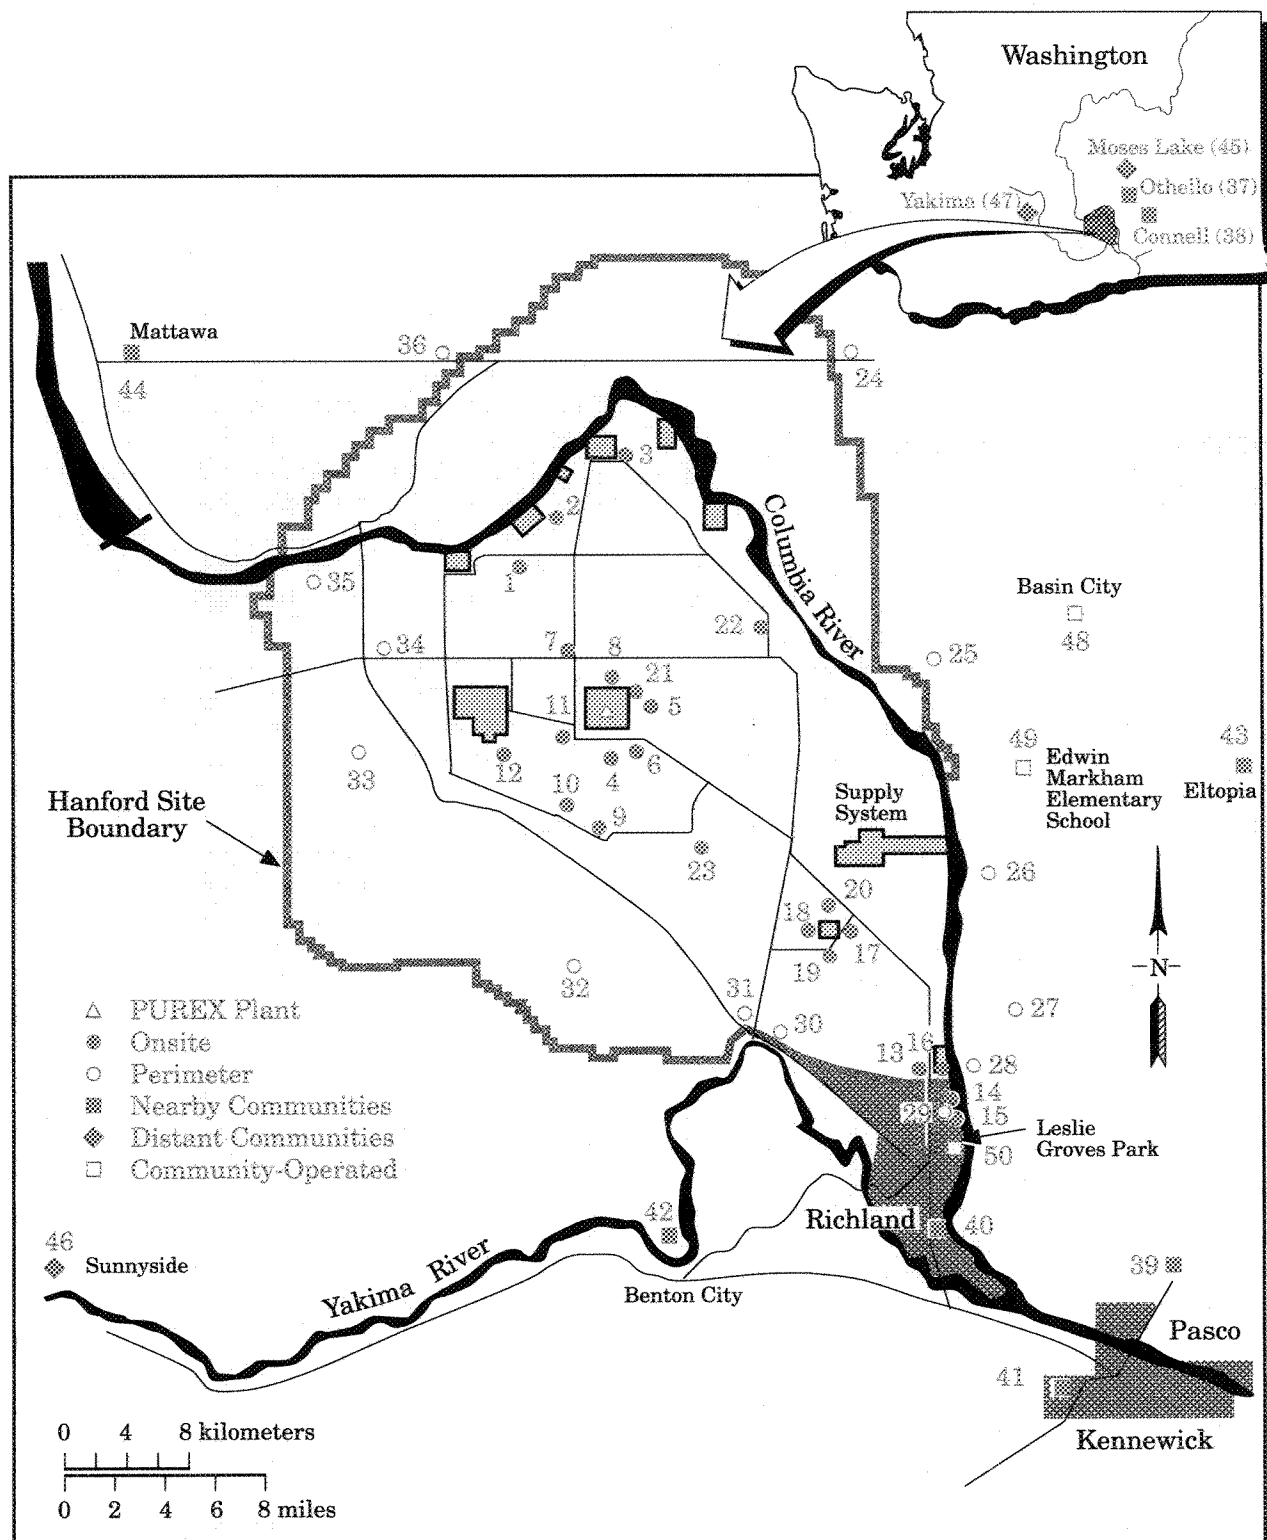 Washington
Moses Lake (45)
Othello (37)
Yakima (47)
Connell (38)
Mattawa
44
36
24
3
2
1
35
34
Columbia River
22
7
8
21
5
11
12
10
4
6
9
23
33
25
Basin City
48
49
Edwin
Markham
Elementary
School
43
Eltopia
Hanford Site
Boundary
Supply
System
26
20
18
17
19
32
31
30
27
N
13
16
28
14
29
15
Leslie
Groves Park
50
PUREX Plant
Onsite
Perimeter
Nearby Communities
Distant Communities
Community-Operated
42
Richland
40
46
Sunnyside
Yakima River
Benton City
39
Pasco
41
Kennewick
0 4 8 kilometers
0 2 4 6 8 miles